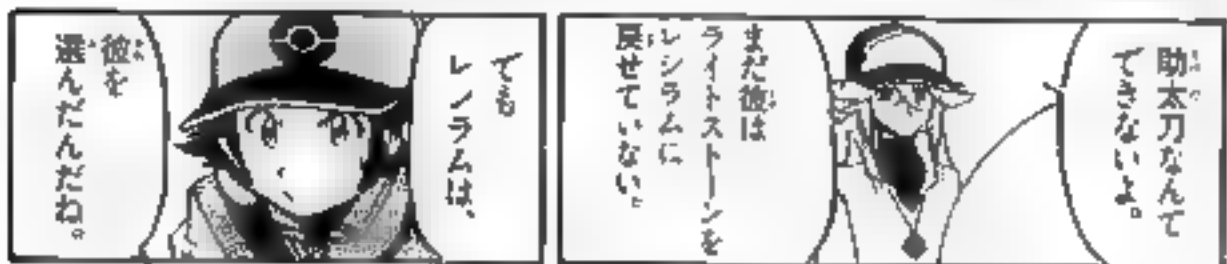 助太刀なんて
できないよ。
まだ彼は
ライトストーンを
レシラムに
戻せていない。
でも
レシラムは、
彼を
選んだんだね。